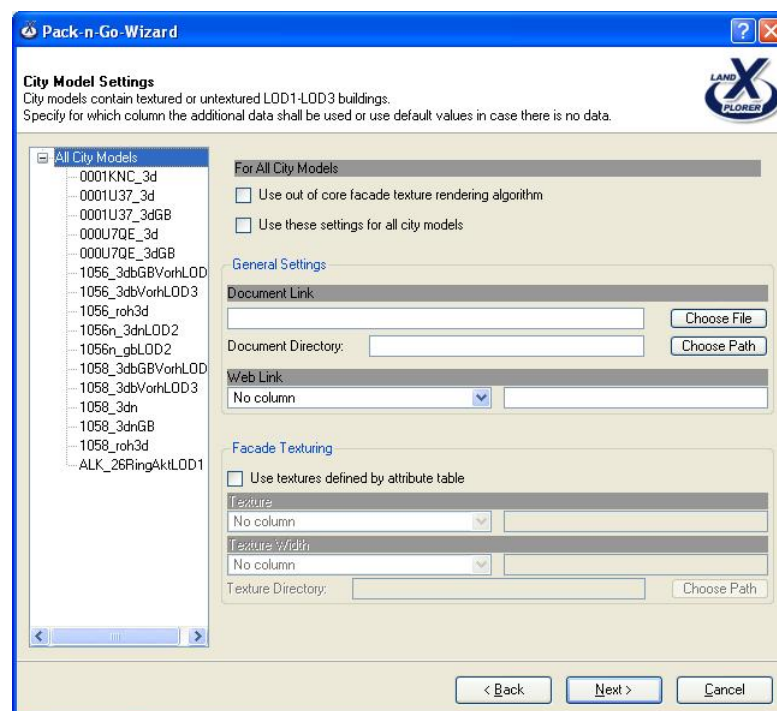 Pack-n-Go-Wizard
City Model Settings
City models contain textured or untextured LOD1-LOD3 buildings.
Specify for which column the additional data shall be used or use default values in case there is no data.
LAND
X
PLORER
All City Models
0001KNC_3d
0001U37_3d
0001U37_3dGB
000U7QE_3d
000U7QE_3dGB
1056_3dbGBVorhLOD
1056_3dbVorhLOD3
1056_roh3d
1056n_3dnLOD2
1056n_gbLOD2
1058_3dbGBVorhLOD
1058_3dbVorhLOD3
1058_3dn
1058_3dnGB
1058_roh3d
ALK_26RingAktLOD1
For All City Models
Use out of core facade texture rendering algorithm
Use these settings for all city models
General Settings
Document Link
Choose File
Document Directory:
Choose Path
Web Link
No column
Facade Texturing
Use textures defined by attribute table
Texture
No column
Texture Width
No column
Texture Directory:
Choose Path
< Back
Next >
Cancel